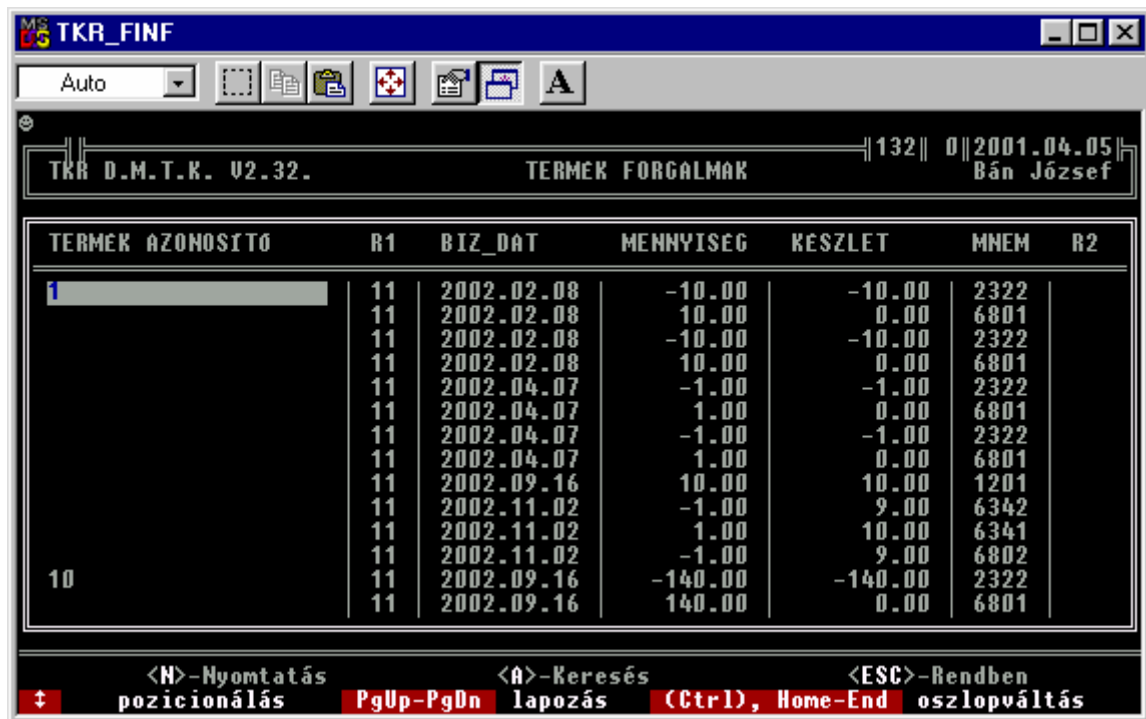 TKR_FINF
Auto
A
132 0 2001.04.05
TKR D.M.T.K. V2.32. TERMÉK FORGALMAK Bán József
TERMÉK AZONOSÍTÓ R1 BIZ_DAT MENNYISÉG KÉSZLET MNEM R2
1 11 2002.02.08 -10.00 -10.00 2322
11 2002.02.08 10.00 0.00 6801
11 2002.02.08 -10.00 -10.00 2322
11 2002.02.08 10.00 0.00 6801
11 2002.04.07 -1.00 -1.00 2322
11 2002.04.07 1.00 0.00 6801
11 2002.04.07 -1.00 -1.00 2322
11 2002.04.07 1.00 0.00 6801
11 2002.09.16 10.00 10.00 1201
11 2002.11.02 -1.00 9.00 6342
11 2002.11.02 1.00 10.00 6341
11 2002.11.02 -1.00 9.00 6802
10 11 2002.09.16 -140.00 -140.00 2322
11 2002.09.16 140.00 0.00 6801
<N>-Nyomtatás <A>-Keresés <ESC>-Rendben
↕ pozicionálás PgUp-PgDn lapozás (Ctrl), Home-End oszlopváltás